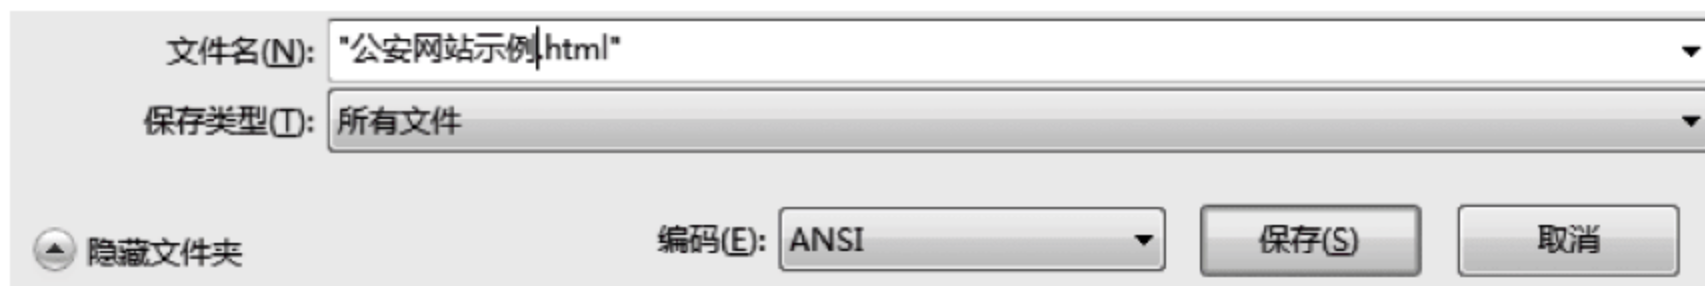 文件名(N): "公安网站示例.html"
保存类型(T): 所有文件
隐藏文件夹 编码(E): ANSI 保存(S) 取消